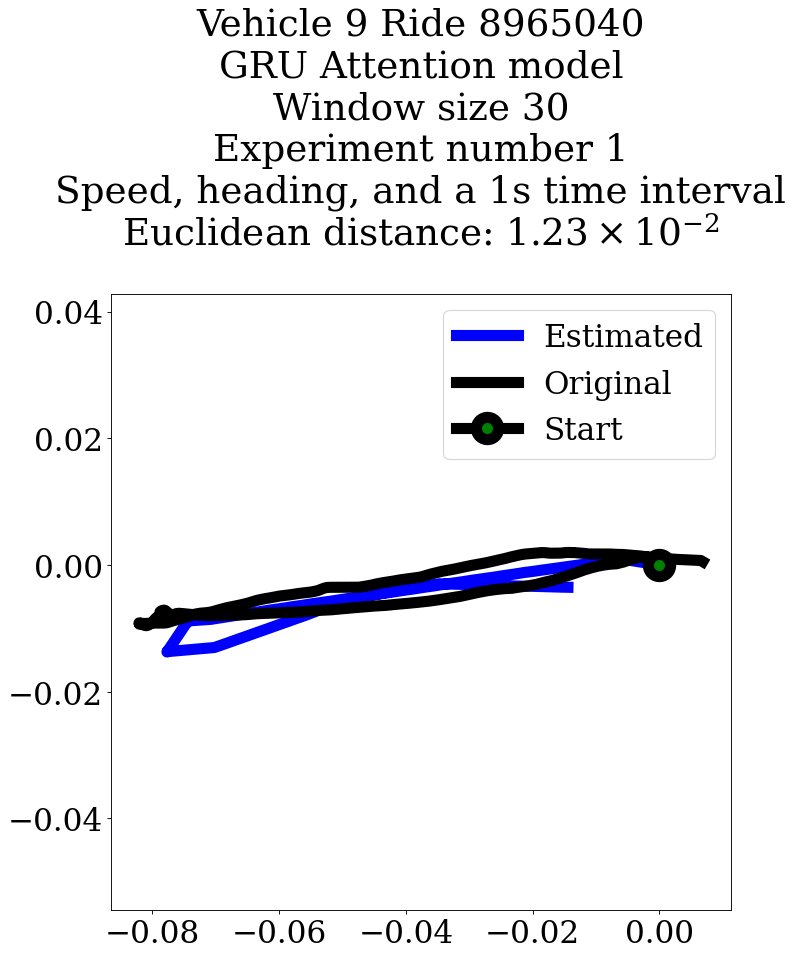 Vehicle 9 Ride 8965040
GRU Attention model
Window size 30
Experiment number 1
Speed, heading, and a 1s time interval
Euclidean distance: 1.23 × 10⁻²
Estimated
Original
Start
0.04
0.02
0.00
−0.02
−0.04
−0.08 −0.06 −0.04 −0.02 0.00